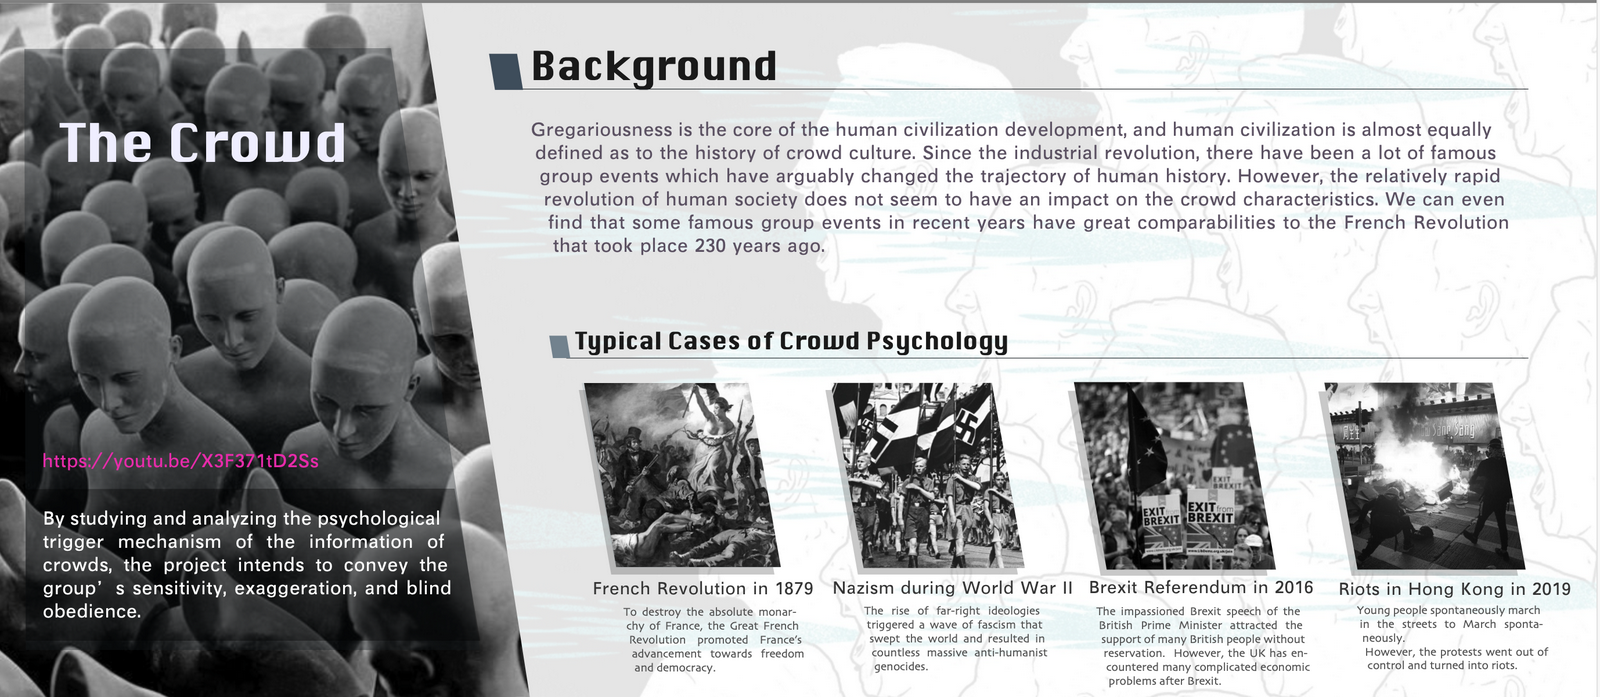 The Crowd
https://youtu.be/X3F371tD2Ss
By studying and analyzing the psychological
trigger mechanism of the information of
crowds, the project intends to convey the
group’ s sensitivity, exaggeration, and blind
obedience.
Background
Gregariousness is the core of the human civilization development, and human civilization is almost equally
defined as to the history of crowd culture. Since the industrial revolution, there have been a lot of famous
group events which have arguably changed the trajectory of human history. However, the relatively rapid
revolution of human society does not seem to have an impact on the crowd characteristics. We can even
find that some famous group events in recent years have great comparabilities to the French Revolution
that took place 230 years ago.
Typical Cases of Crowd Psychology
EXIT
BREXIT
EXIT
BREXIT
EXIT from
BREXIT
French Revolution in 1879
To destroy the absolute monar-
chy of France, the Great French
Revolution promoted France’s
advancement towards freedom
and democracy.
Nazism during World War II
The rise of far-right ideologies
triggered a wave of fascism that
swept the world and resulted in
countless massive anti-humanist
genocides.
Brexit Referendum in 2016
The impassioned Brexit speech of the
British Prime Minister attracted the
support of many British people without
reservation. However, the UK has en-
countered many complicated economic
problems after Brexit.
Riots in Hong Kong in 2019
Young people spontaneously march
in the streets to March sponta-
neously.
However, the protests went out of
control and turned into riots.